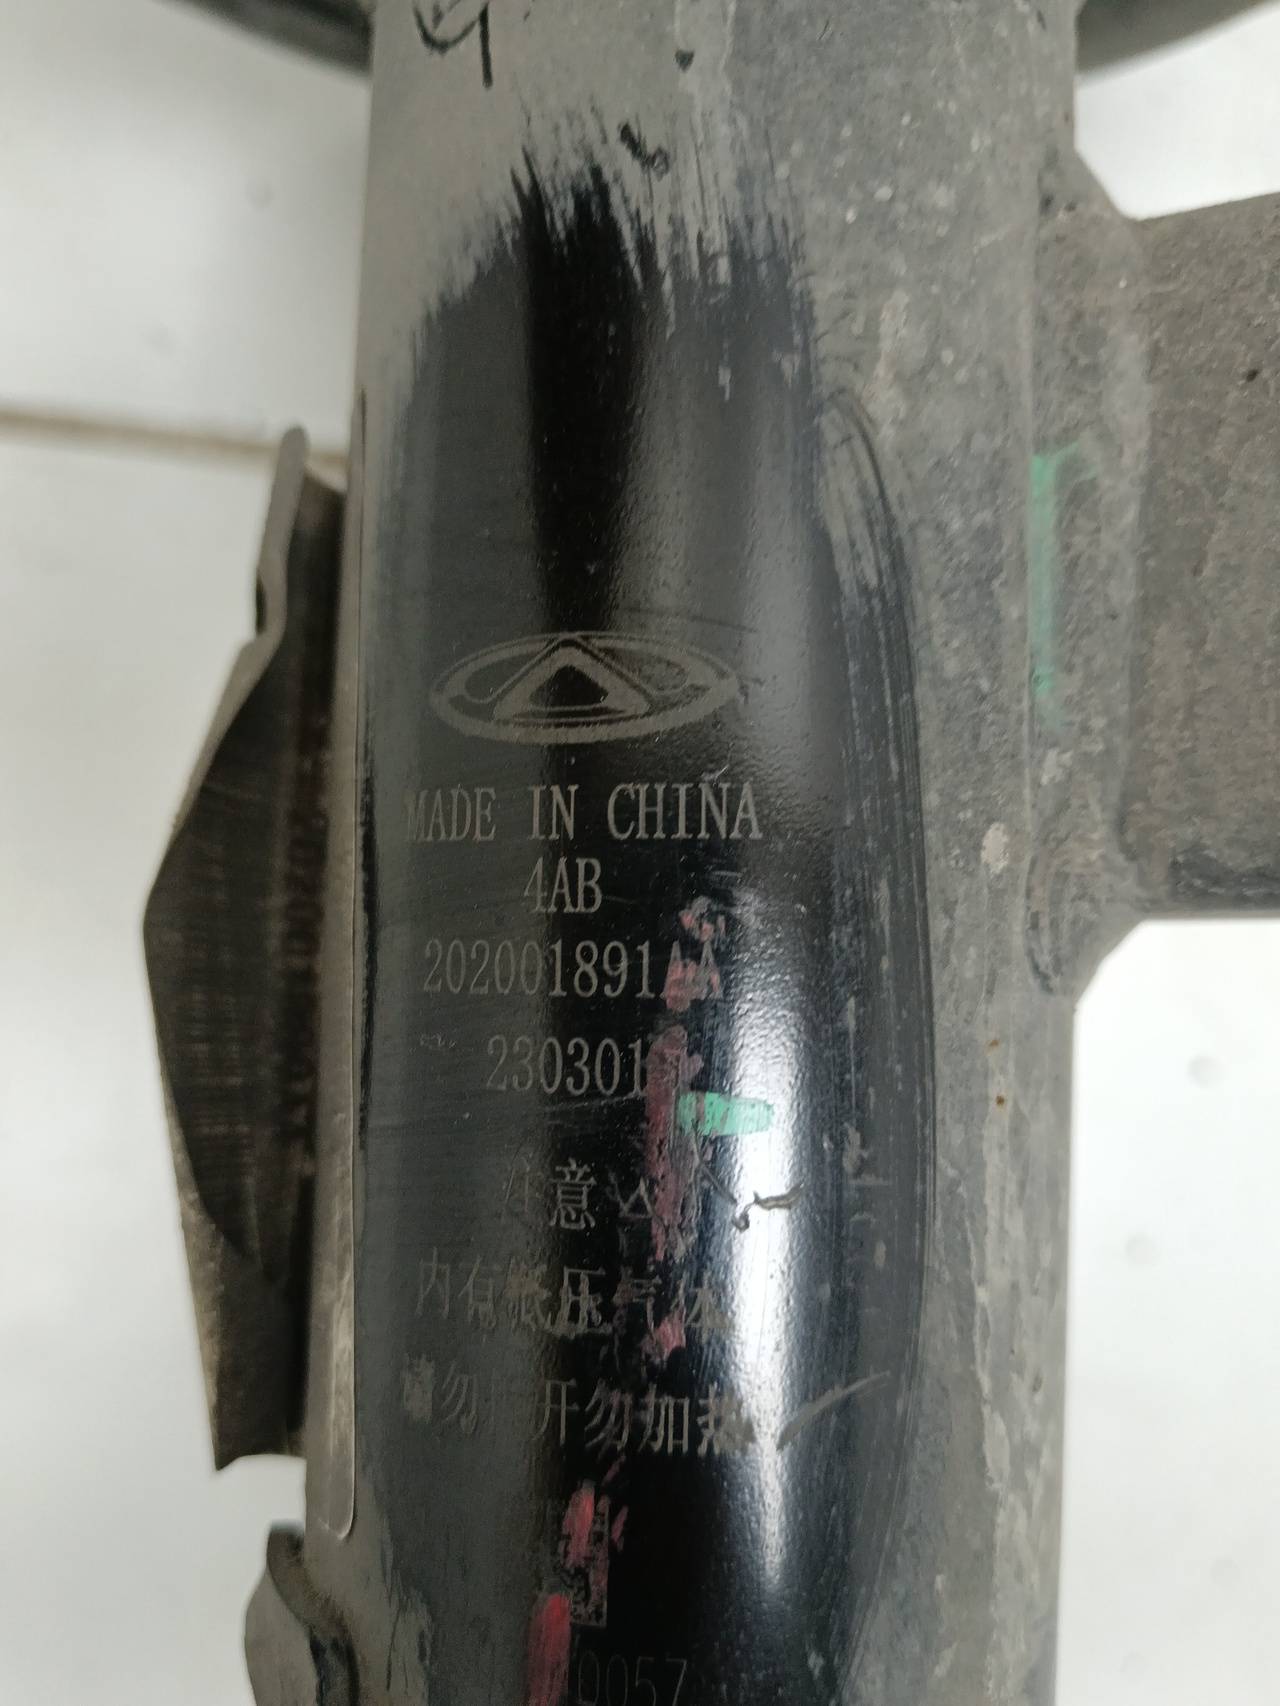 MADE IN CHINA
4AB
202001891AA
230301
注意
内有低压气体
请勿 开勿加热
0057